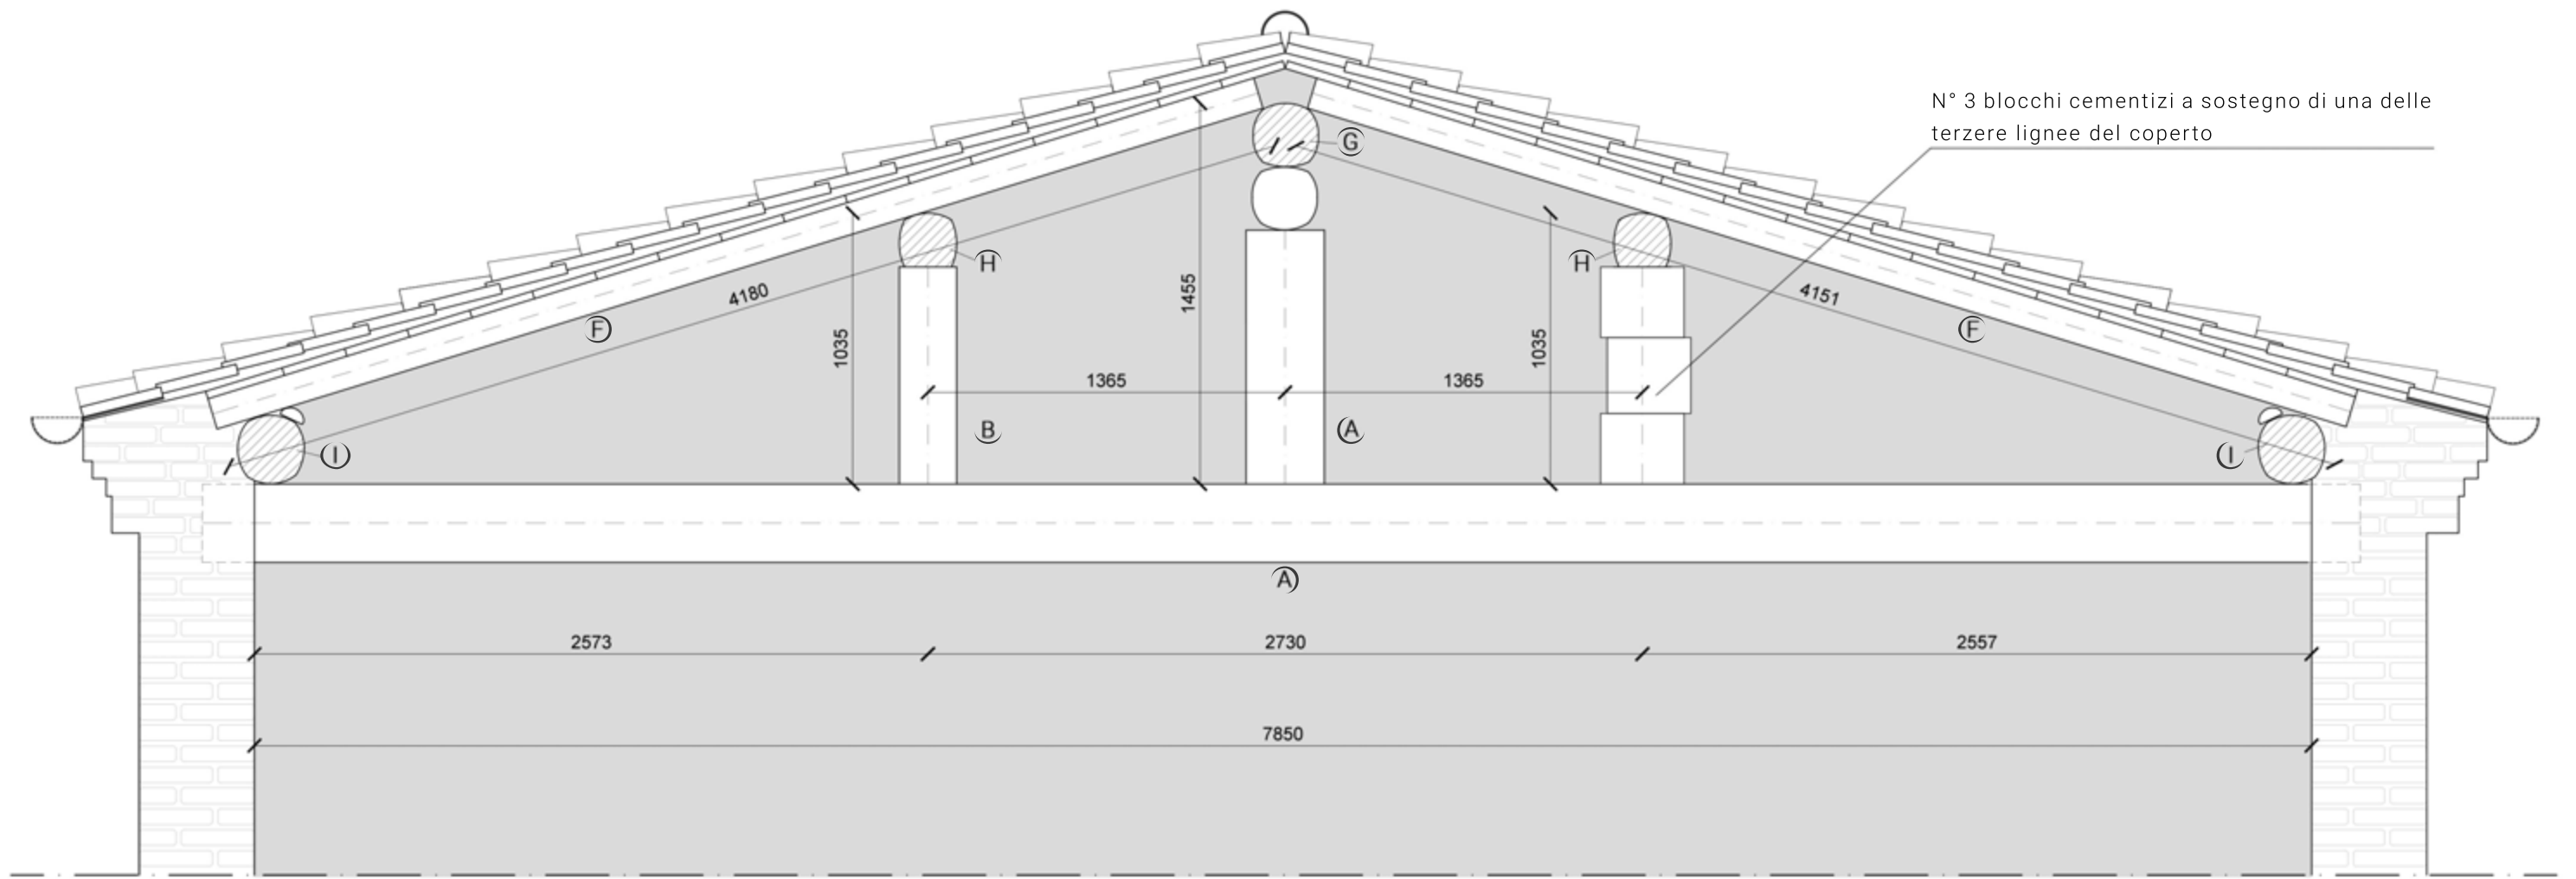 N° 3 blocchi cementizi a sostegno di una delle
terzere lignee del coperto
G
H
H
4180
1455
4151
F
F
1035
1035
1365
1365
B
A
I
I
A
2573
2730
2557
7850